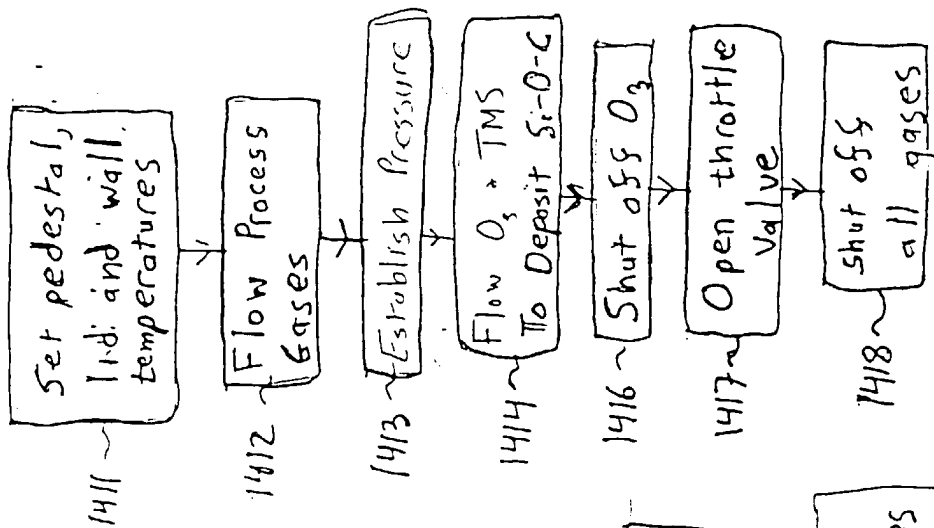 1411
Set pedestal,
lid and wall
temperatures
1412
Flow Process
Gases
1413
Establish Pressure
1414
Flow O₃ + TMS
To Deposit Si-O-C
1416
Shut off O₃
1417
Open throttle
Valve
1418
Shut off
all gases
es